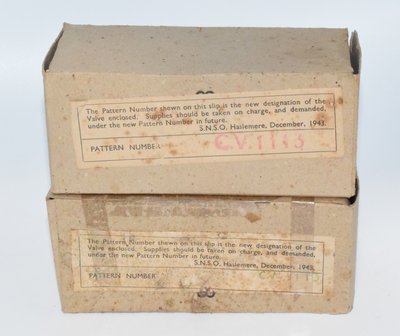 The Pattern Number shewn on this slip is the new designation of the
Valve enclosed. Supplies should be taken on charge, and demanded,
under the new Pattern Number in future.
S.N.S.O. Haslemere, December, 1943.
PATTERN NUMBER C.V.1113
The Pattern Number shewn on this slip is the new designation of the
Valve enclosed. Supplies should be taken on charge, and demanded,
under the new Pattern Number in future.
S.N.S.O. Haslemere, December, 1943.
PATTERN NUMBER